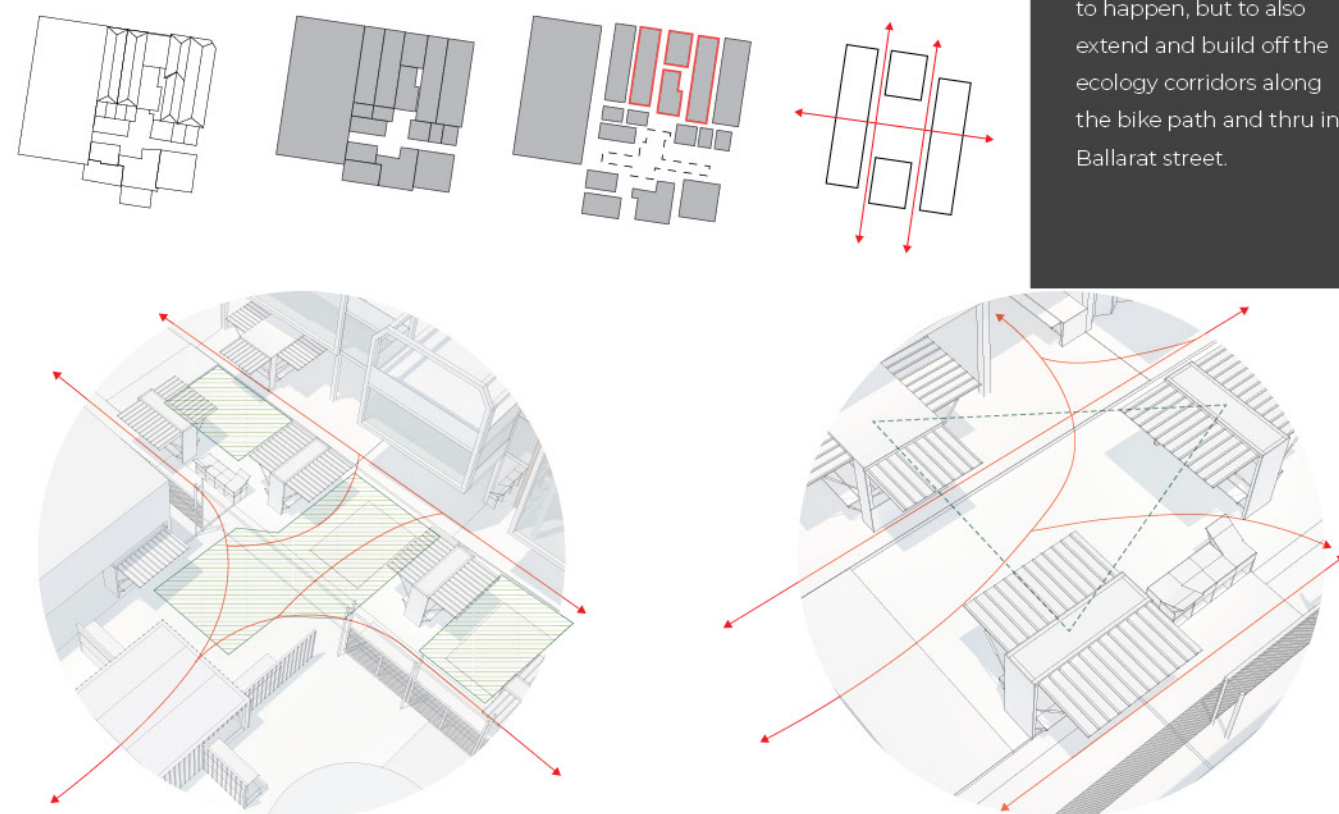 to happen, but to also
extend and build off the
ecology corridors along
the bike path and thru in
Ballarat street.